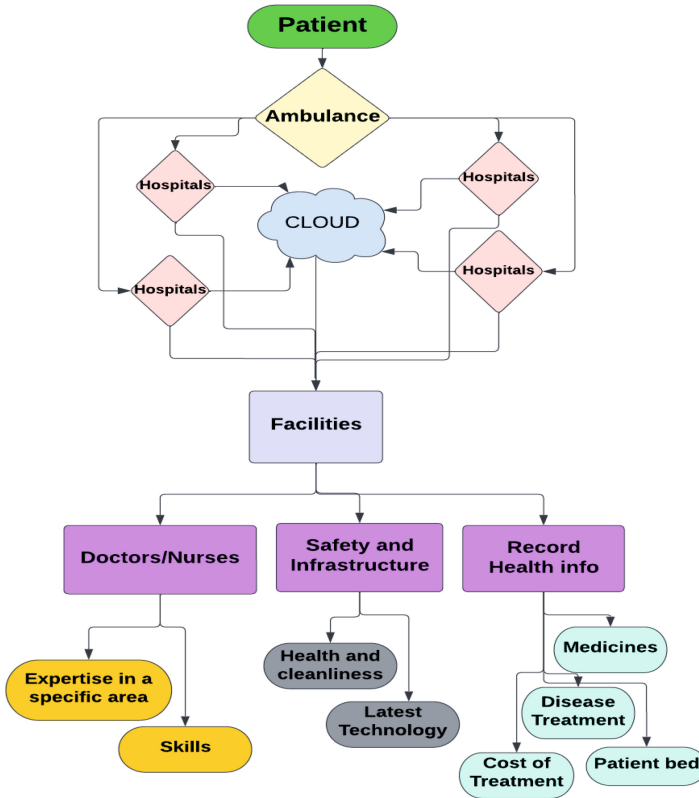 Patient
Ambulance
Hospitals
Hospitals
CLOUD
Hospitals
Hospitals
Facilities
Doctors/Nurses
Safety and
Infrastructure
Record
Health info
Expertise in a
specific area
Skills
Health and
cleanliness
Latest
Technology
Medicines
Disease
Treatment
Cost of
Treatment
Patient bed